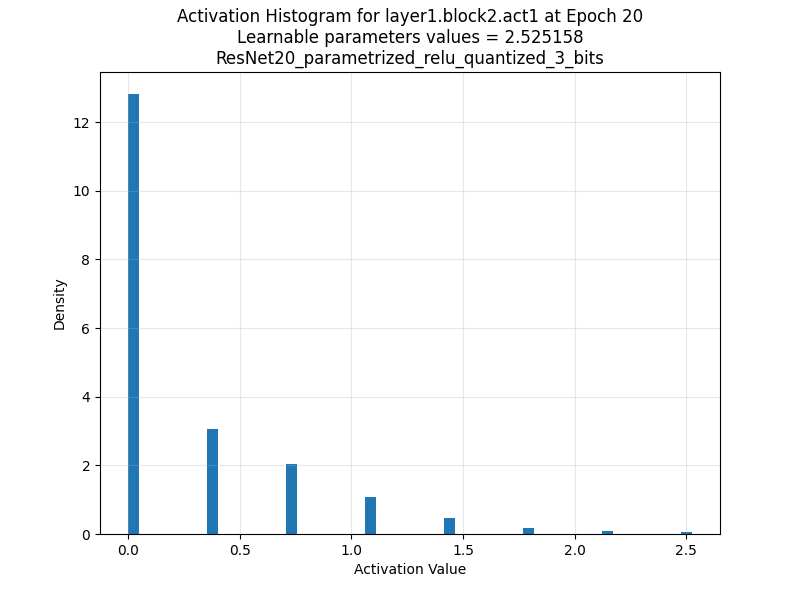 Activation Histogram for layer1.block2.act1 at Epoch 20
Learnable parameters values = 2.525158
ResNet20_parametrized_relu_quantized_3_bits
12
10
8
6
4
2
0
Density
0.0 0.5 1.0 1.5 2.0 2.5
Activation Value